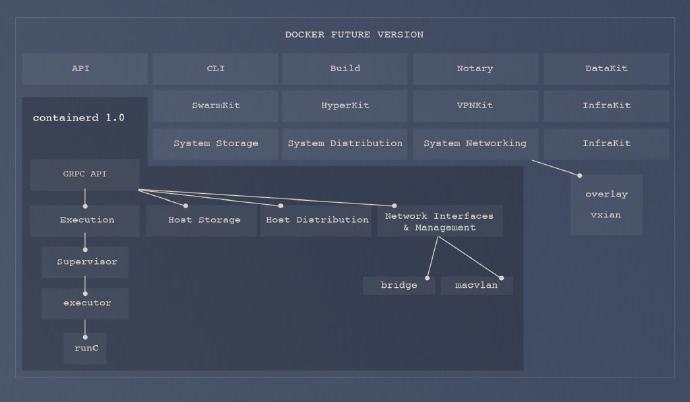 DOCKER FUTURE VERSION
API
CLI
Build
Notary
DataKit
SwarmKit
HyperKit
VPNKit
InfraKit
containerd 1.0
System Storage
System Distribution
System Networking
InfraKit
GRPC API
overlay
vxian
Execution
Host Storage
Host Distribution
Network Interfaces
& Management
Supervisor
bridge
macvlan
executor
runC